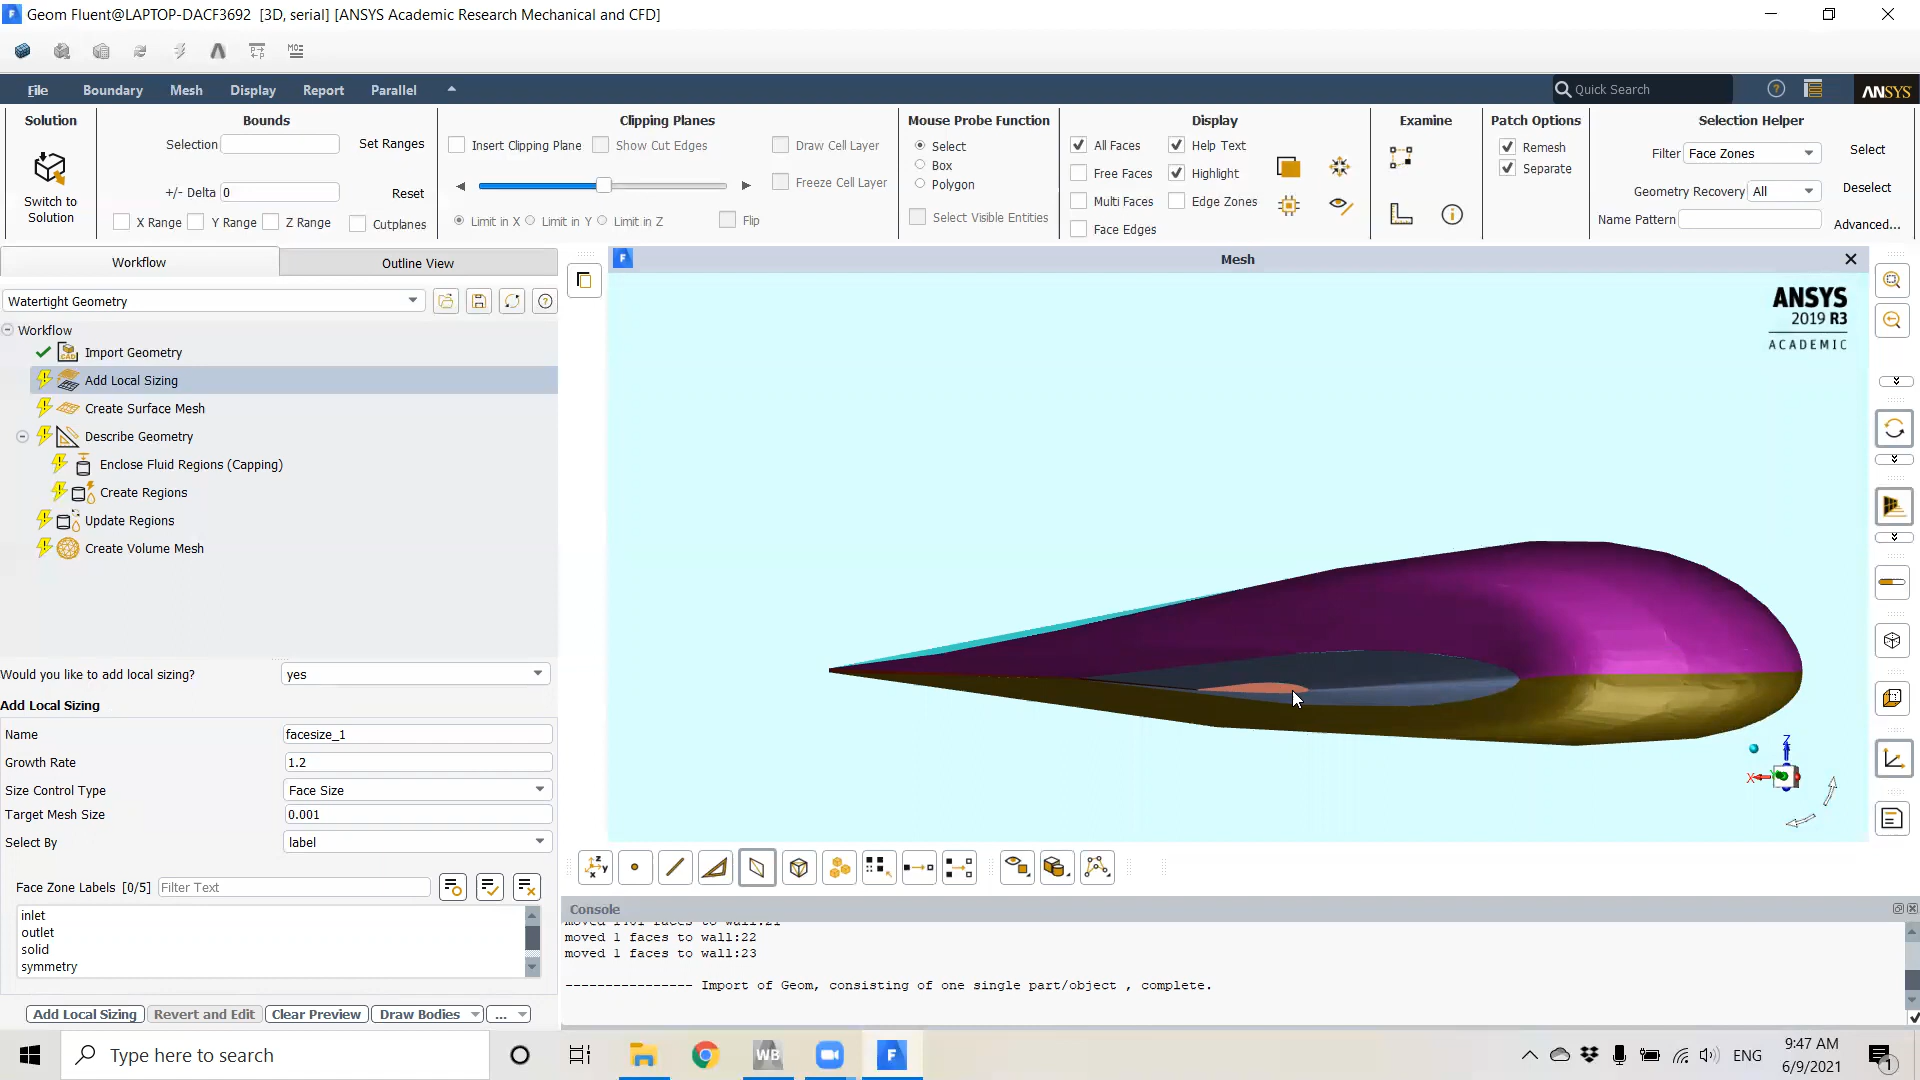 Geom Fluent@LAPTOP-DACF3692 [3D, serial] [ANSYS Academic Research Mechanical and CFD]
File Boundary Mesh Display Report Parallel Quick Search ANSYS
Solution Bounds Clipping Planes Mouse Probe Function Display Examine Patch Options Selection Helper
Selection Set Ranges Insert Clipping Plane Show Cut Edges Draw Cell Layer Select All Faces Help Text Remesh Filter Face Zones Select
Box Free Faces Highlight Separate
Switch to Solution +/- Delta 0 Reset Freeze Cell Layer Polygon Multi Faces Edge Zones Geometry Recovery All Deselect
X Range Y Range Z Range Cutplanes Limit in X Limit in Y Limit in Z Flip Select Visible Entities Face Edges Name Pattern Advanced...
Workflow Outline View Mesh
Watertight Geometry
Workflow
Import Geometry
Add Local Sizing
Create Surface Mesh
Describe Geometry
Enclose Fluid Regions (Capping)
Create Regions
Update Regions
Create Volume Mesh
ANSYS
2019 R3
ACADEMIC
Would you like to add local sizing? yes
Add Local Sizing
Name facesize_1
Growth Rate 1.2
Size Control Type Face Size
Target Mesh Size 0.001
Select By label
Face Zone Labels [0/5] Filter Text
inlet
outlet
solid
symmetry
Add Local Sizing Revert and Edit Clear Preview Draw Bodies ...
Z
X
Console
moved 1 faces to wall:22
moved 1 faces to wall:23
---------------- Import of Geom, consisting of one single part/object , complete.
Type here to search WB F ENG 9:47 AM
6/9/2021 1